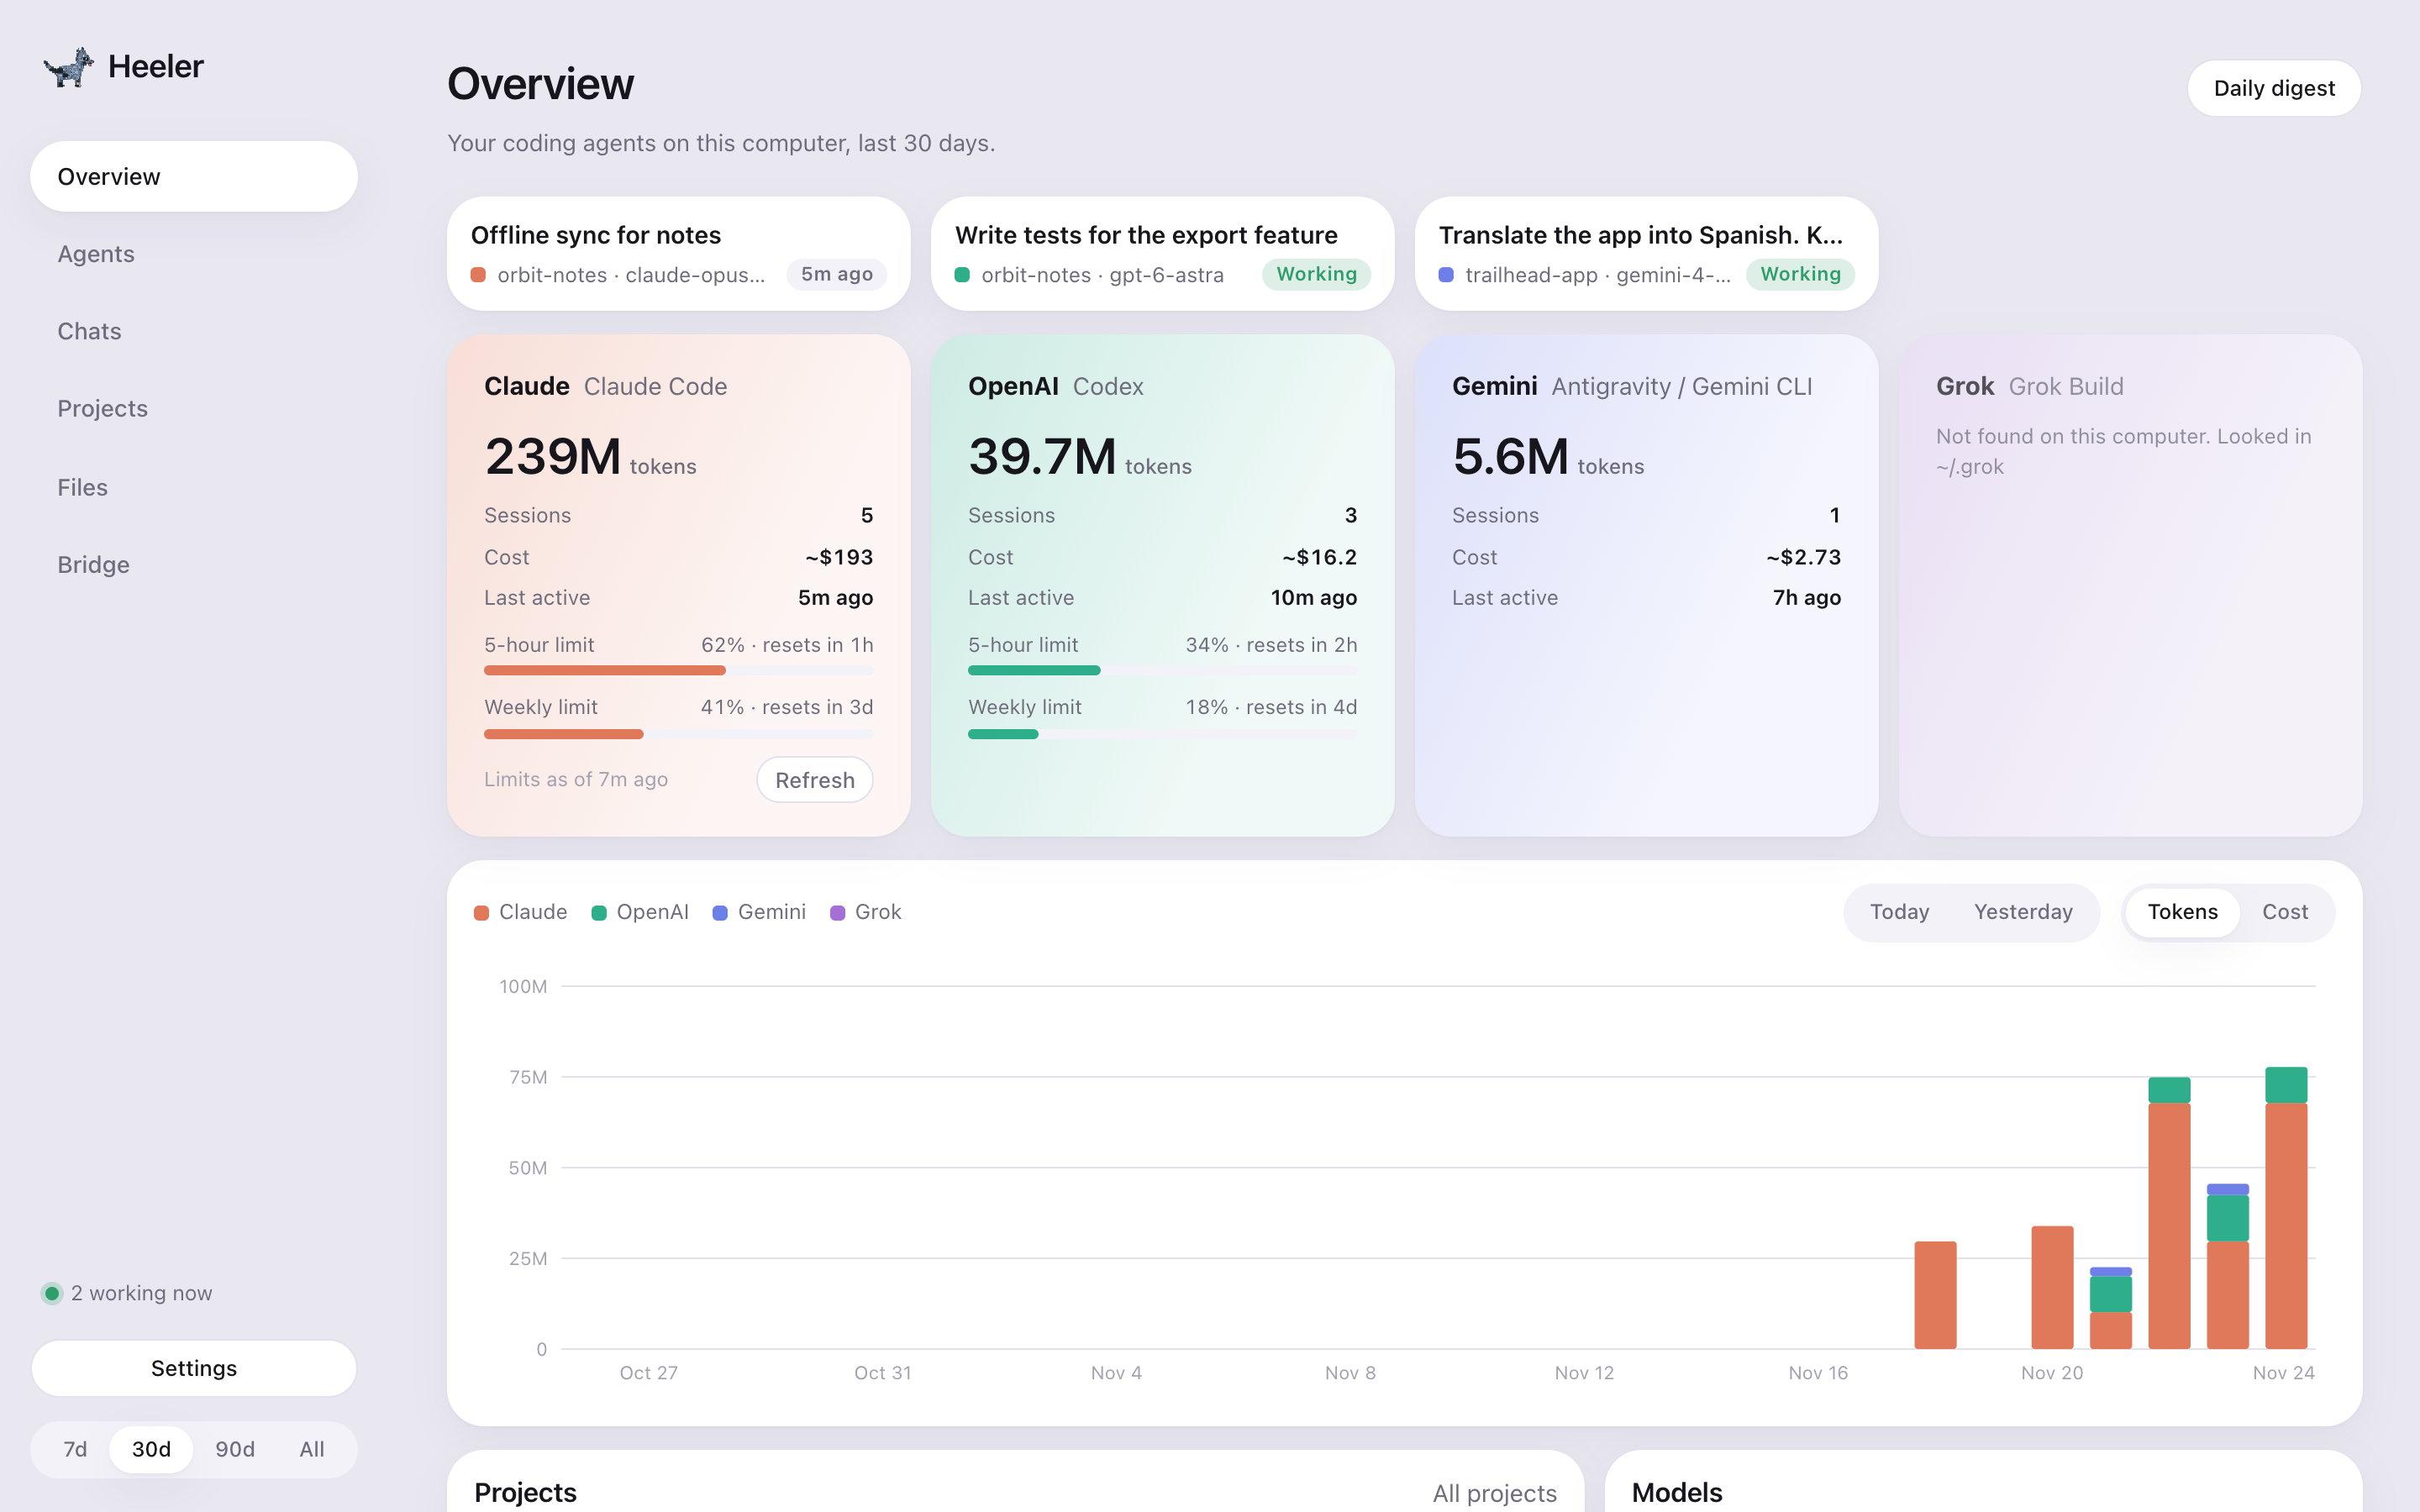 Heeler
Overview
Agents
Chats
Projects
Files
Bridge
2 working now
Settings
7d 30d 90d All
Overview
Your coding agents on this computer, last 30 days.
Daily digest
Offline sync for notes
orbit-notes · claude-opus... 5m ago
Write tests for the export feature
orbit-notes · gpt-6-astra Working
Translate the app into Spanish. K...
trailhead-app · gemini-4-... Working
Claude Claude Code
239M tokens
Sessions 5
Cost ~$193
Last active 5m ago
5-hour limit 62% · resets in 1h
Weekly limit 41% · resets in 3d
Limits as of 7m ago Refresh
OpenAI Codex
39.7M tokens
Sessions 3
Cost ~$16.2
Last active 10m ago
5-hour limit 34% · resets in 2h
Weekly limit 18% · resets in 4d
Gemini Antigravity / Gemini CLI
5.6M tokens
Sessions 1
Cost ~$2.73
Last active 7h ago
Grok Grok Build
Not found on this computer. Looked in
~/.grok
Claude OpenAI Gemini Grok
Today Yesterday Tokens Cost
100M
75M
50M
25M
0
Oct 27 Oct 31 Nov 4 Nov 8 Nov 12 Nov 16 Nov 20 Nov 24
Projects All projects
Models